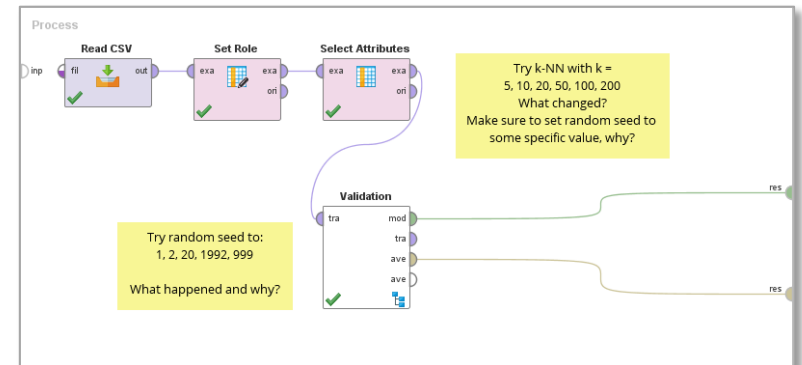 Process
Read CSV
Set Role
Select Attributes
inp
fil
out
exa
exa
ori
exa
exa
ori
Try k-NN with k =
5, 10, 20, 50, 100, 200
What changed?
Make sure to set random seed to
some specific value, why?
res
Validation
tra
mod
tra
ave
ave
Try random seed to:
1, 2, 20, 1992, 999
What happened and why?
res